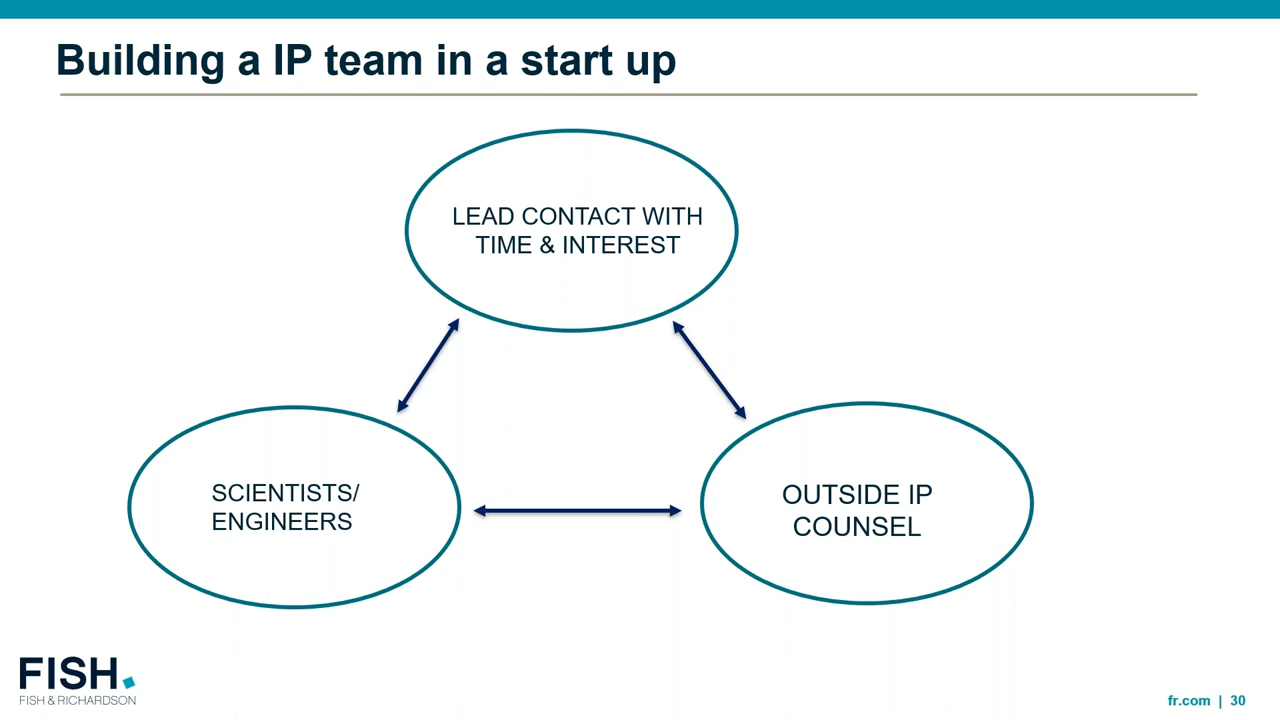 Building a IP team in a start up
LEAD CONTACT WITH
TIME & INTEREST
SCIENTISTS/
ENGINEERS
OUTSIDE IP
COUNSEL
FISH.
FISH & RICHARDSON
fr.com | 30